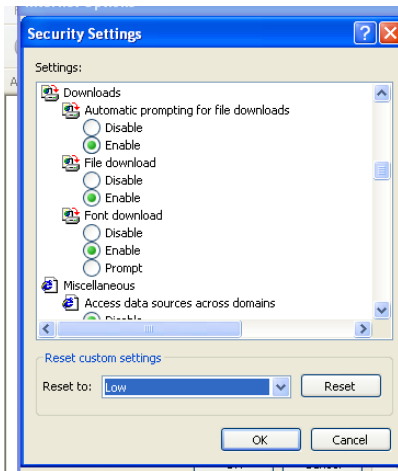 Security Settings
Settings:
Downloads
Automatic prompting for file downloads
Disable
Enable
File download
Disable
Enable
Font download
Disable
Enable
Prompt
Miscellaneous
Access data sources across domains
Disable
Reset custom settings
Reset to: Low Reset
OK Cancel